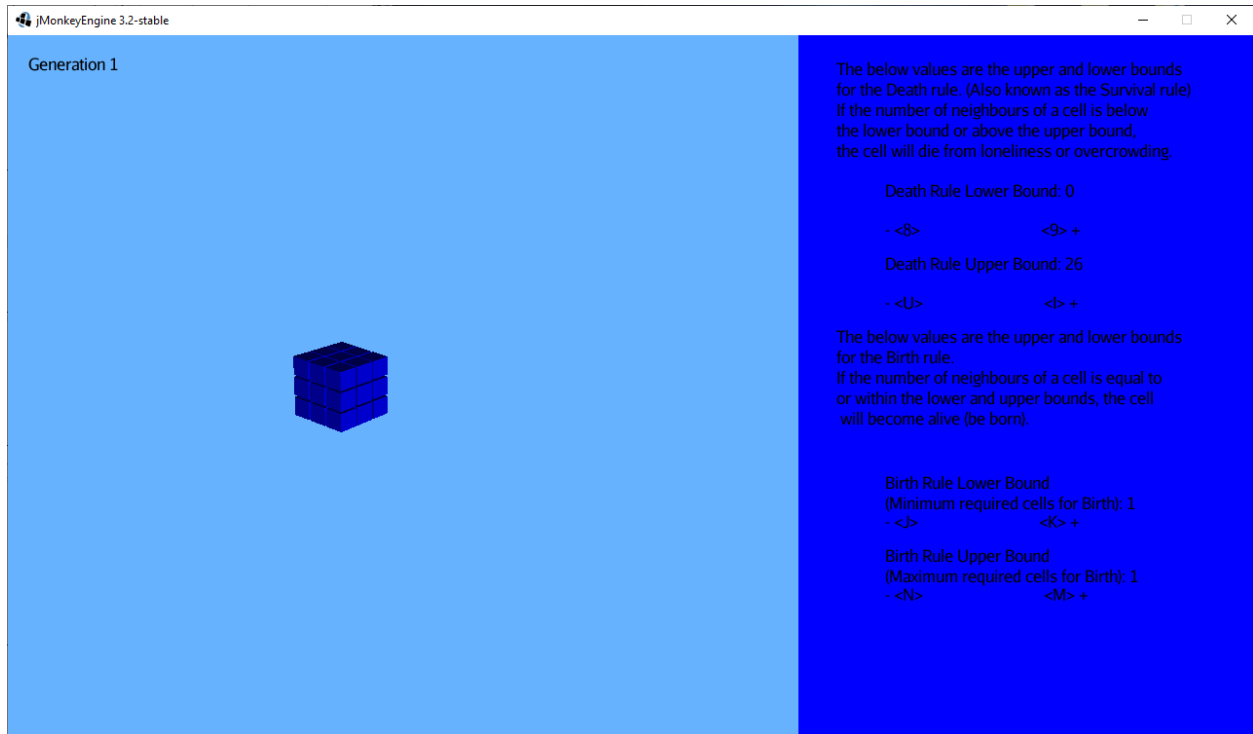 jMonkeyEngine 3.2-stable
Generation 1
The below values are the upper and lower bounds
for the Death rule. (Also known as the Survival rule)
If the number of neighbours of a cell is below
the lower bound or above the upper bound,
the cell will die from loneliness or overcrowding.
Death Rule Lower Bound: 0
- <8> <9> +
Death Rule Upper Bound: 26
- <U> <I> +
The below values are the upper and lower bounds
for the Birth rule.
If the number of neighbours of a cell is equal to
or within the lower and upper bounds, the cell
will become alive (be born).
Birth Rule Lower Bound
(Minimum required cells for Birth): 1
- <J> <K> +
Birth Rule Upper Bound
(Maximum required cells for Birth): 1
- <N> <M> +